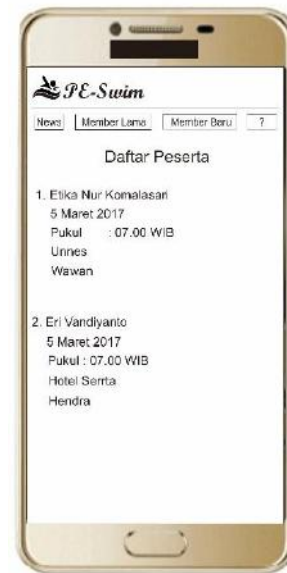 PE-Swim
News Member Lama Member Baru ?
Daftar Peserta
1. Etika Nur Komalasari
5 Maret 2017
Pukul : 07.00 WIB
Unnes
Wawan
2. Eri Vandiyanto
5 Maret 2017
Pukul : 07.00 WIB
Hotel Serrta
Hendra